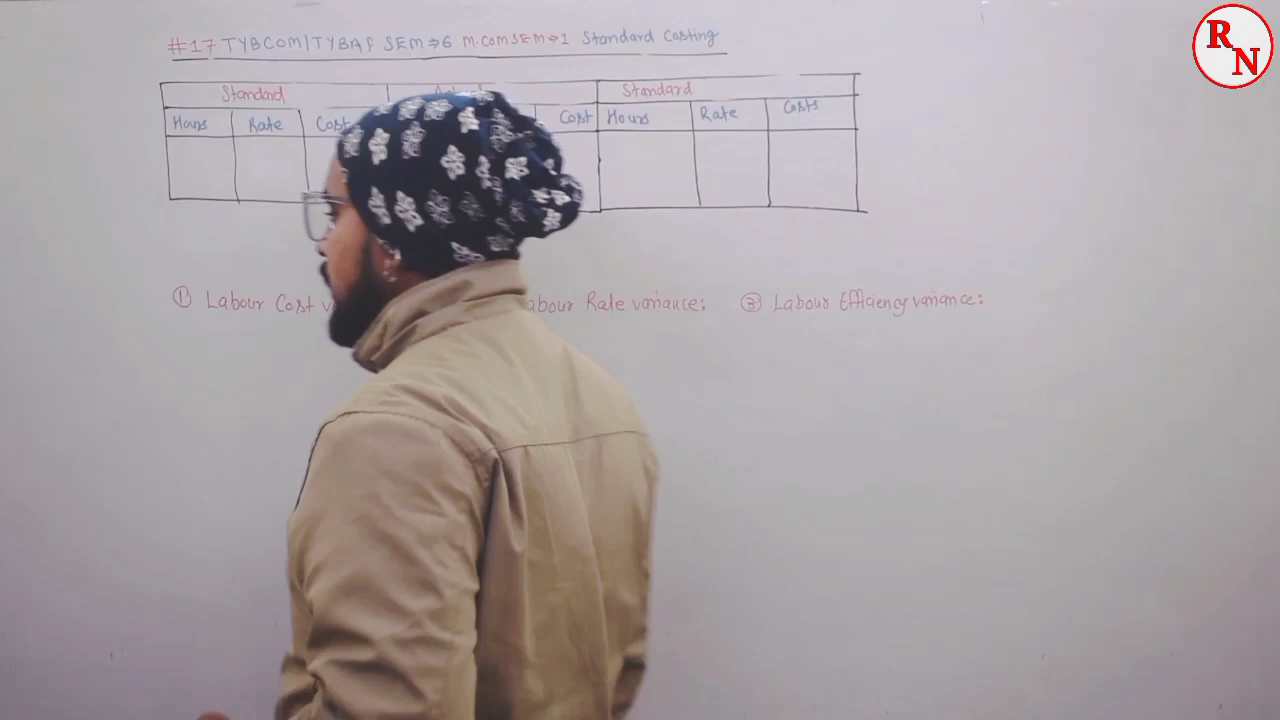 #17 TYBCOM/TYBAF SEM⇒6 M.COM SEM⇒1 Standard Costing
R N
Standard Standard
Hours Rate Cost Cost Hours Rate Costs
① Labour Cost Rate variance: ③ Labour Efficiency variance: